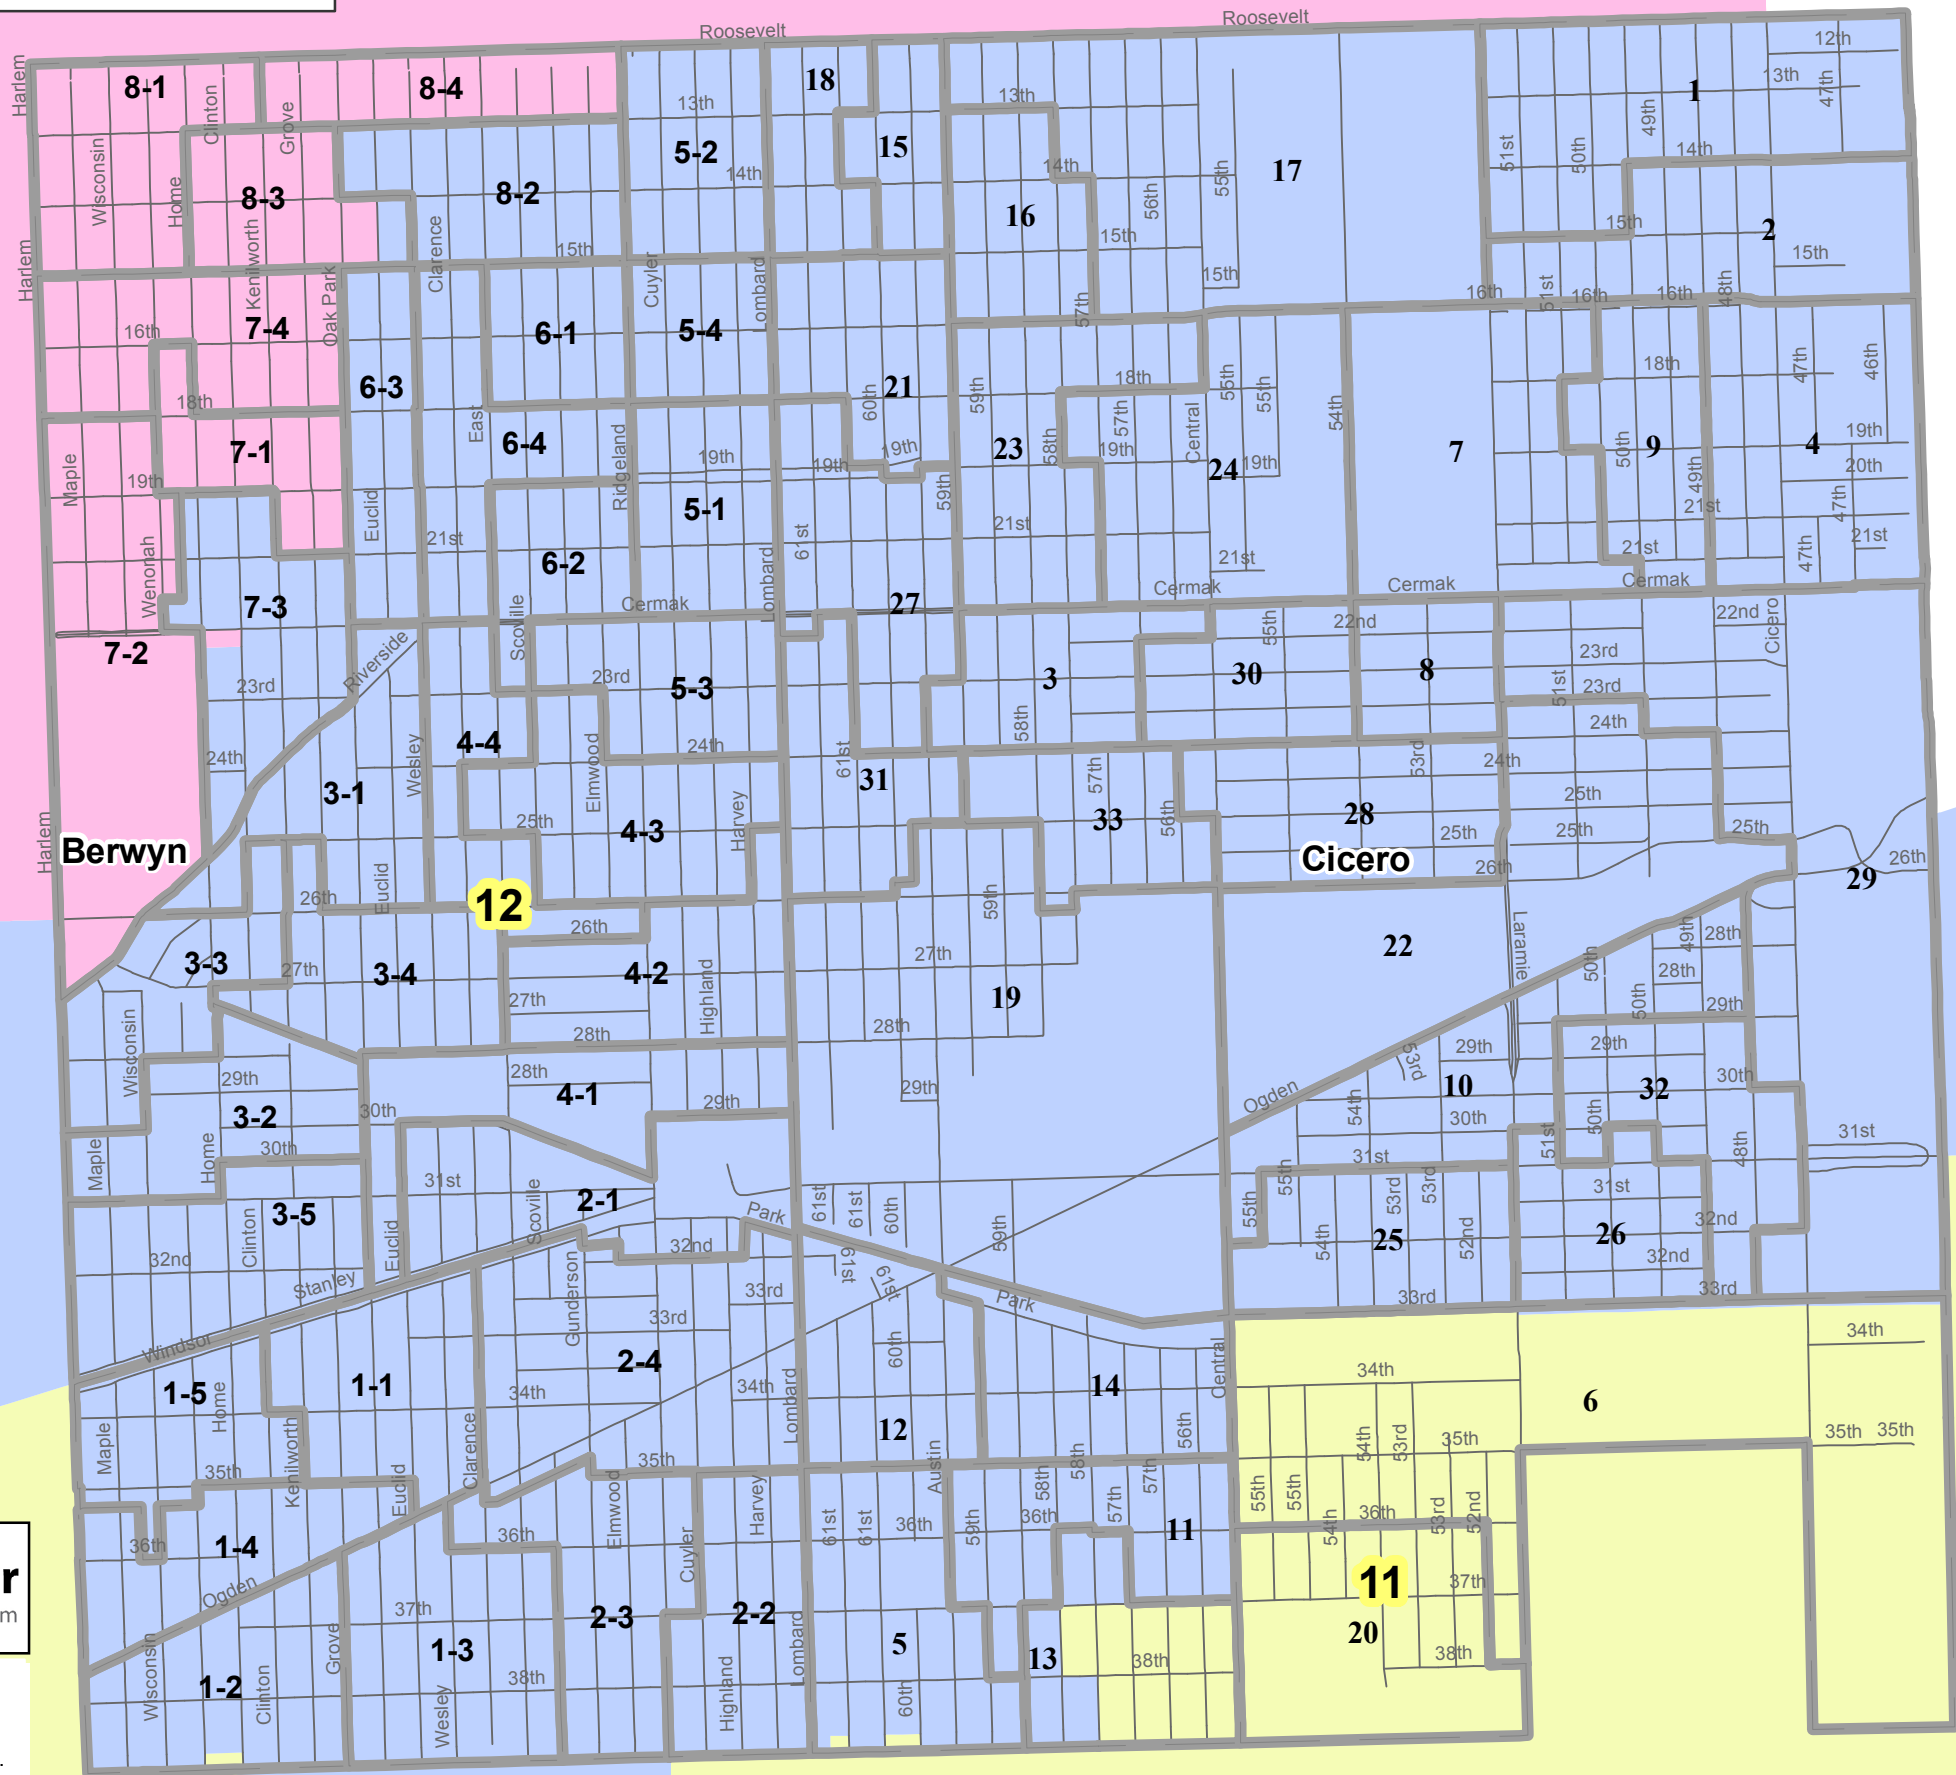 Roosevelt
Roosevelt
12th
Harlem
8-1
8-4
18
13th
47th
1
Clinton
Grove
13th
13th
49th
Wisconsin
5-2
15
14th
51st
50th
14th
14th
17
55th
8-3
8-2
Home
16
56th
15th
2
Kenilworth
Clarence
15th
15th
15th
Harlem
Oak Park
Cuyler
Lombard
15th
57th
16th
51st
16th
16th
48th
16th
7-4
6-1
5-4
18th
47th
46th
6-3
21
60th
59th
18th
55th
55th
54th
18th
East
6-4
Ridgeland
57th
Central
7-1
19th
19th
19th
23
58th
19th
24
19th
7
50th
9
49th
4
19th
20th
Maple
19th
59th
5-1
Euclid
21st
61st
21st
21st
47th
Wenonah
6-2
21st
21st
47th
21st
7-3
Scoville
Cermak
Lombard
27
Cermak
Cermak
Cermak
22nd
22nd
Cicero
55th
7-2
Riverside
23rd
23rd
5-3
3
30
8
23rd
51st
23rd
58th
24th
24th
4-4
Wesley
24th
61st
53rd
24th
3-1
Elmwood
31
57th
25th
Harlem
Berwyn
25th
4-3
Harvey
33
56th
28
25th
25th
25th
Cicero
26th
26th
29
26th
Euclid
12
26th
59th
22
Laramie
49th
28th
3-3
27th
3-4
4-2
27th
50th
28th
27th
Highland
19
50th
29th
Wisconsin
28th
28th
29th
28th
53rd
29th
10
32
30th
29th
4-1
29th
29th
Ogden
54th
3-2
30th
30th
50th
51st
Maple
Home
30th
31st
31st
48th
31st
55th
31st
Scoville
2-1
61st
61st
60th
55th
53rd
53rd
3-5
Clinton
Euclid
Park
59th
54th
25
52nd
26
32nd
32nd
32nd
Gunderson
32nd
61st
61st
Stanley
33rd
Park
33rd
33rd
Windsor
33rd
60th
34th
2-4
Central
34th
1-5
Home
1-1
34th
34th
Lombard
14
6
Maple
Clarence
12
56th
54th
53rd
35th
35th
35th
Kenilworth
Euclid
35th
35th
Austin
58th
58th
57th
55th
55th
36th
1-4
36th
Elmwood
Harvey
61st
61st
36th
59th
36th
57th
11
54th
36th
53rd
52nd
Cuyler
r
m
Ogden
37th
2-3
2-2
11
37th
Grove
1-3
Lombard
5
13
38th
20
38th
Wisconsin
1-2
Clinton
Wesley
38th
Highland
60th
.